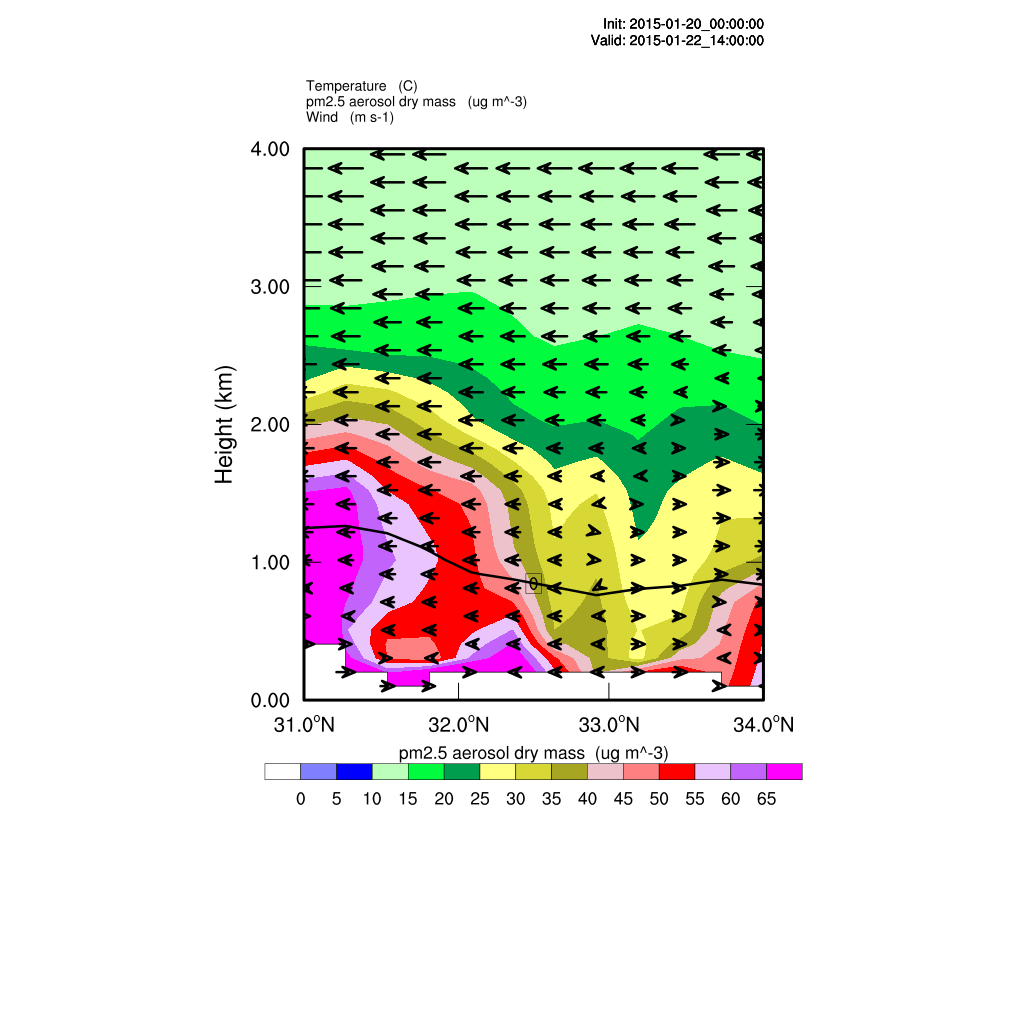 Init: 2015-01-20_00:00:00
Valid: 2015-01-22_14:00:00
Temperature (C)
pm2.5 aerosol dry mass (ug m^-3)
Wind (m s-1)
4.00
3.00
2.00
1.00
0.00
Height (km)
0
31.0°N 32.0°N 33.0°N 34.0°N
pm2.5 aerosol dry mass (ug m^-3)
0 5 10 15 20 25 30 35 40 45 50 55 60 65